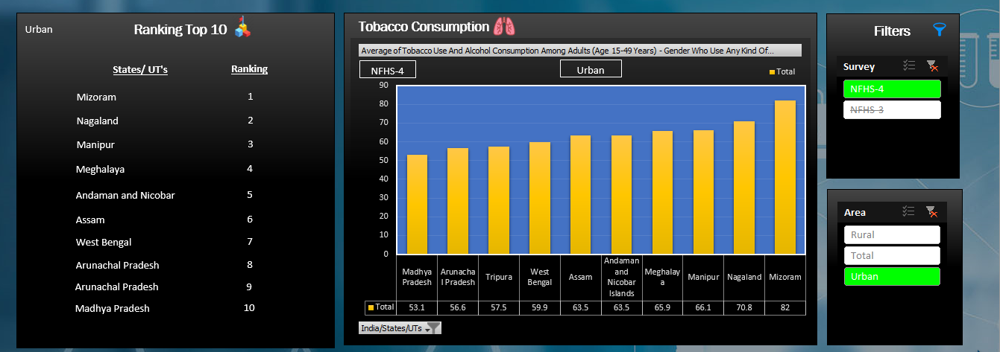 Urban
Ranking Top 10
States/ UT's Ranking
Mizoram 1
Nagaland 2
Manipur 3
Meghalaya 4
Andaman and Nicobar 5
Assam 6
West Bengal 7
Arunachal Pradesh 8
Arunachal Pradesh 9
Madhya Pradesh 10
Tobacco Consumption
Average of Tobacco Use And Alcohol Consumption Among Adults (Age 15-49 Years) - Gender Who Use Any Kind Of...
NFHS-4
Urban
Total
90
80
70
60
50
40
30
20
10
0
Madhya
Pradesh
Arunacha
l Pradesh
Tripura
West
Bengal
Assam
Andaman
and
Nicobar
Islands
Meghalay
a
Manipur
Nagaland
Mizoram
Total 53.1 56.6 57.5 59.9 63.5 63.5 65.9 66.1 70.8 82
India/States/UTs
Filters
Survey
NFHS-4
NFHS-3
Area
Rural
Total
Urban